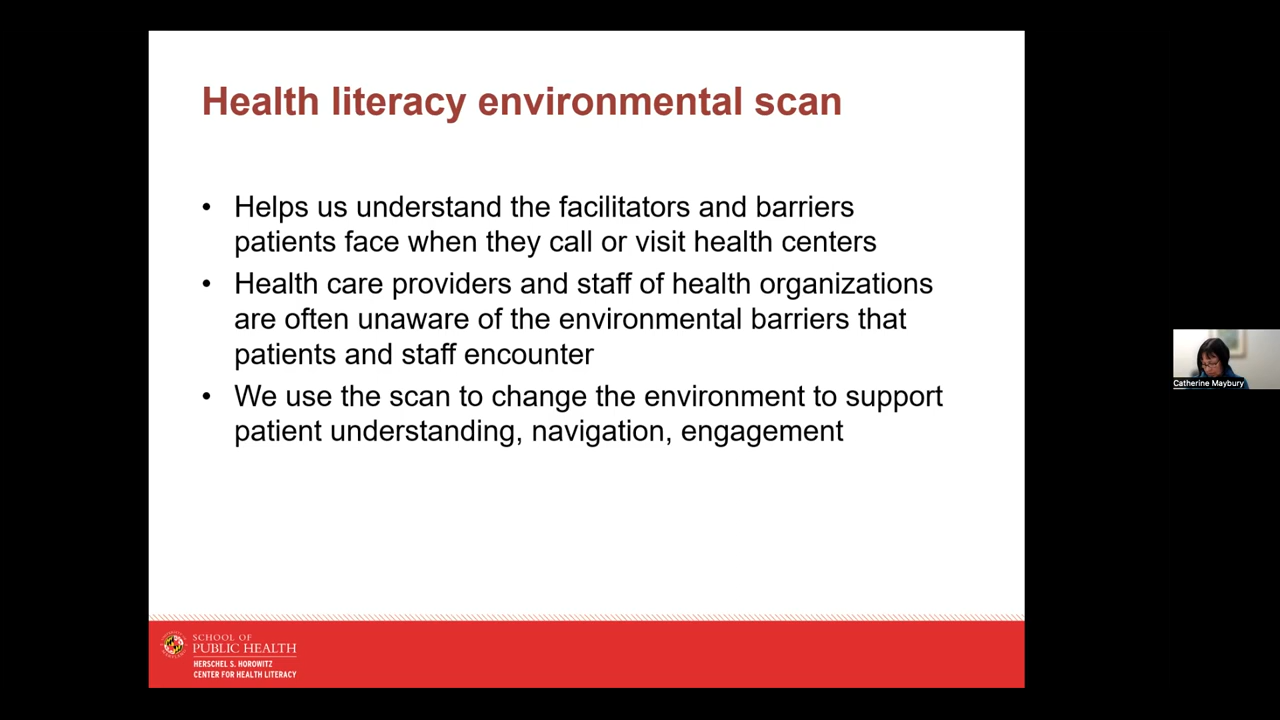 Health literacy environmental scan
• Helps us understand the facilitators and barriers
patients face when they call or visit health centers
• Health care providers and staff of health organizations
are often unaware of the environmental barriers that
patients and staff encounter
• We use the scan to change the environment to support
patient understanding, navigation, engagement
Catherine Maybury
SCHOOL OF
PUBLIC HEALTH
HERSCHEL S. HOROWITZ
CENTER FOR HEALTH LITERACY